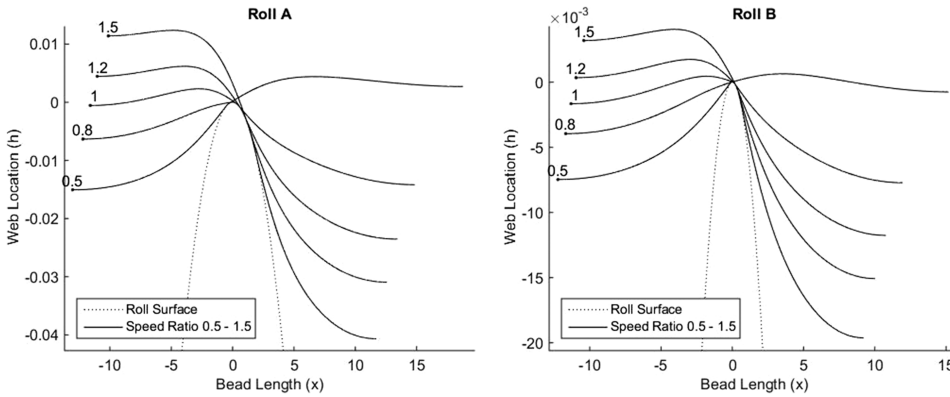 Roll A
0.01
0
-0.01
-0.02
-0.03
-0.04
Web Location (h)
1.5
1.2
1
0.8
0.5
Roll Surface
Speed Ratio 0.5 - 1.5
-10 -5 0 5 10 15
Bead Length (x)
Roll B
×10⁻³
0
-5
-10
-15
-20
Web Location (h)
1.5
1.2
1
0.8
0.5
Roll Surface
Speed Ratio 0.5 - 1.5
-10 -5 0 5 10 15
Bead Length (x)